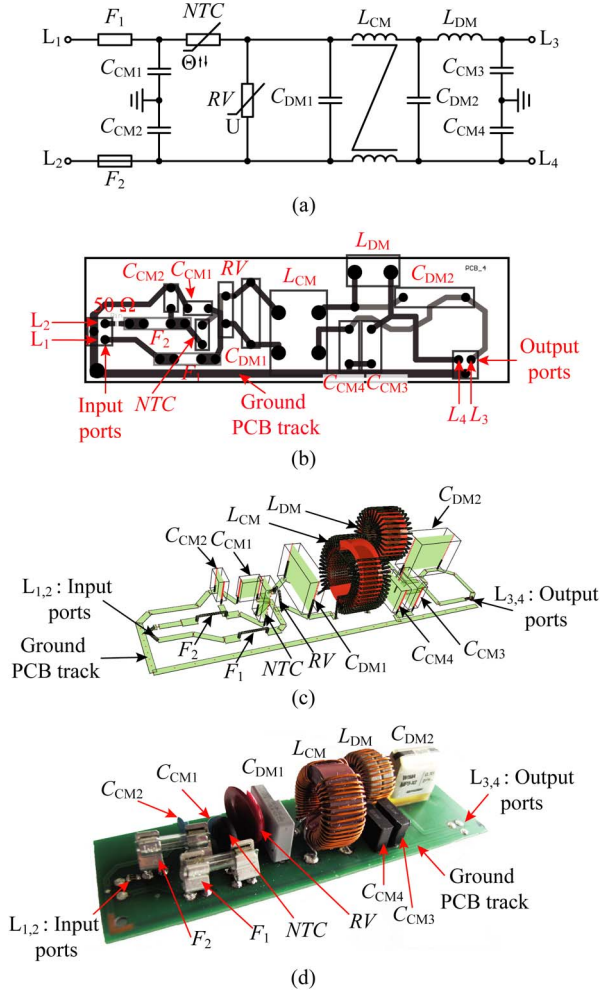 F1 NTC LCM LDM
L1 L3
CCM1 Θ CCM3
RV CDM1 CDM2
CCM2 U CCM4
L2 L4
F2
(a)
LDM PCB_4
CCM2 CCM1 RV LCM CDM2
50 Ω
L2 F2
L1 CDM1 Output
F1 CCM4 CCM3 ports
Input NTC Ground L4 L3
ports PCB track
(b)
CDM2
LDM
LCM
CCM2 CCM1
L1,2 : Input L3,4 : Output
ports ports
Ground F2 CCM4 CCM3
PCB track F1 NTC RV CDM1
(c)
LCM LDM CDM2
CCM1 CDM1
CCM2 L3,4 : Output
ports
CCM4 Ground
L1,2 : Input CCM3 PCB track
ports F2 F1 NTC RV
(d)